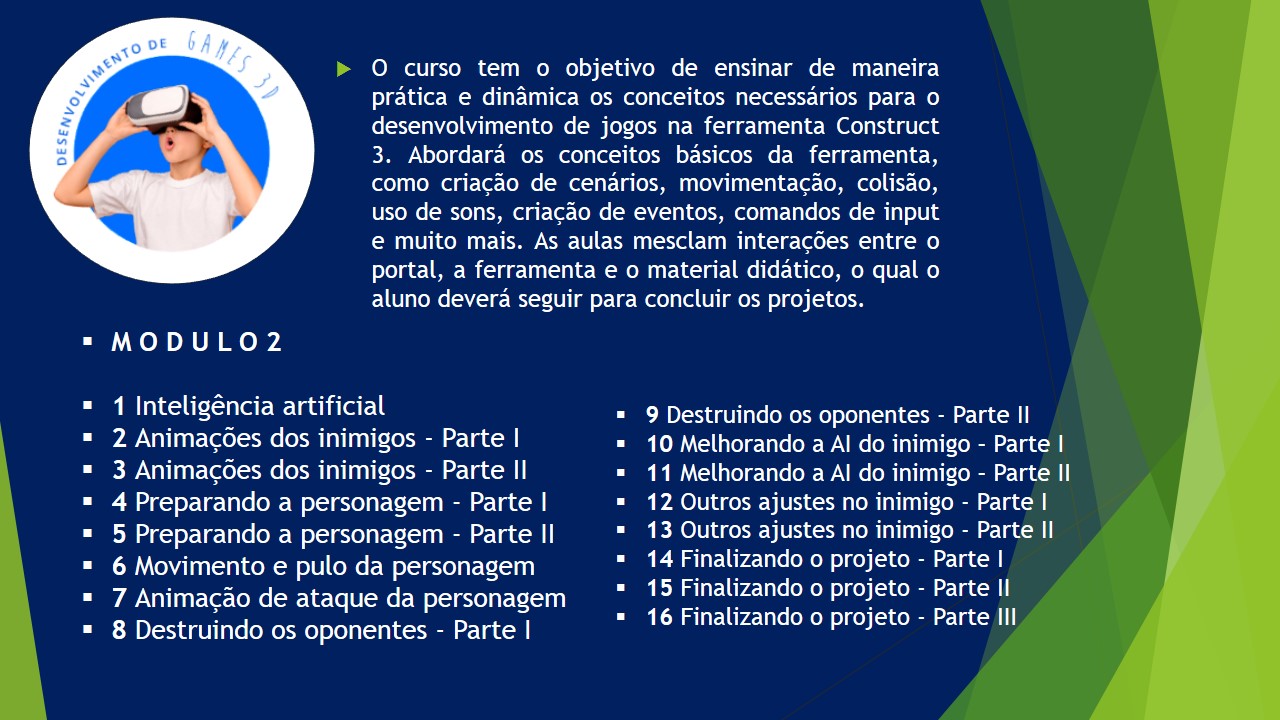 DESENVOLVIMENTO DE GAMES 3D
O curso tem o objetivo de ensinar de maneira
prática e dinâmica os conceitos necessários para o
desenvolvimento de jogos na ferramenta Construct
3. Abordará os conceitos básicos da ferramenta,
como criação de cenários, movimentação, colisão,
uso de sons, criação de eventos, comandos de input
e muito mais. As aulas mesclam interações entre o
portal, a ferramenta e o material didático, o qual o
aluno deverá seguir para concluir os projetos.
M O D U L O 2
1 Inteligência artificial
2 Animações dos inimigos - Parte I
3 Animações dos inimigos - Parte II
4 Preparando a personagem - Parte I
5 Preparando a personagem - Parte II
6 Movimento e pulo da personagem
7 Animação de ataque da personagem
8 Destruindo os oponentes - Parte I
9 Destruindo os oponentes - Parte II
10 Melhorando a AI do inimigo – Parte I
11 Melhorando a AI do inimigo – Parte II
12 Outros ajustes no inimigo - Parte I
13 Outros ajustes no inimigo - Parte II
14 Finalizando o projeto - Parte I
15 Finalizando o projeto - Parte II
16 Finalizando o projeto - Parte III